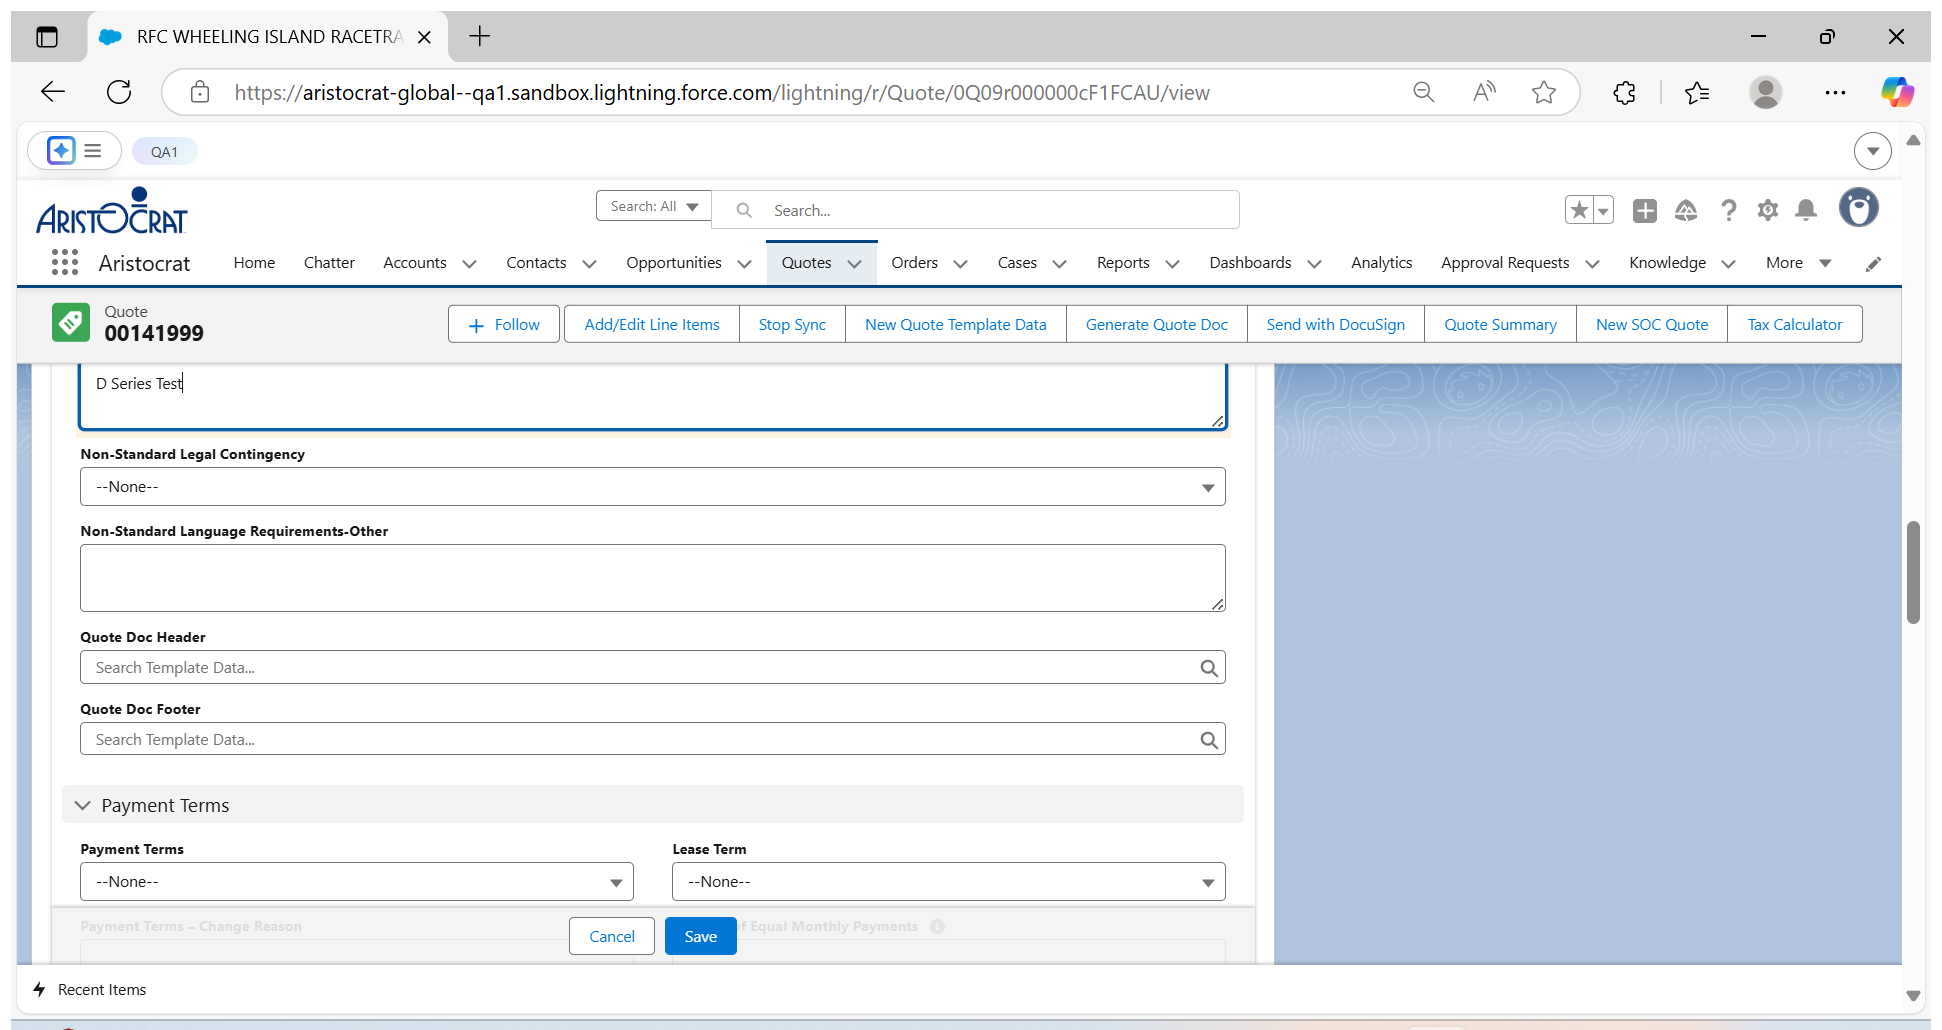 RFC WHEELING ISLAND RACETRA
https://aristocrat-global--qa1.sandbox.lightning.force.com/lightning/r/Quote/0Q09r000000cF1FCAU/view
QA1
ARISTOCRAT
Search: All
Search...
Aristocrat
Home
Chatter
Accounts
Contacts
Opportunities
Quotes
Orders
Cases
Reports
Dashboards
Analytics
Approval Requests
Knowledge
More
Quote
00141999
Follow
Add/Edit Line Items
Stop Sync
New Quote Template Data
Generate Quote Doc
Send with DocuSign
Quote Summary
New SOC Quote
Tax Calculator
D Series Test
Non-Standard Legal Contingency
--None--
Non-Standard Language Requirements-Other
Quote Doc Header
Search Template Data...
Quote Doc Footer
Search Template Data...
Payment Terms
Payment Terms
Lease Term
--None--
--None--
Payment Terms – Change Reason
f Equal Monthly Payments
Cancel
Save
Recent Items